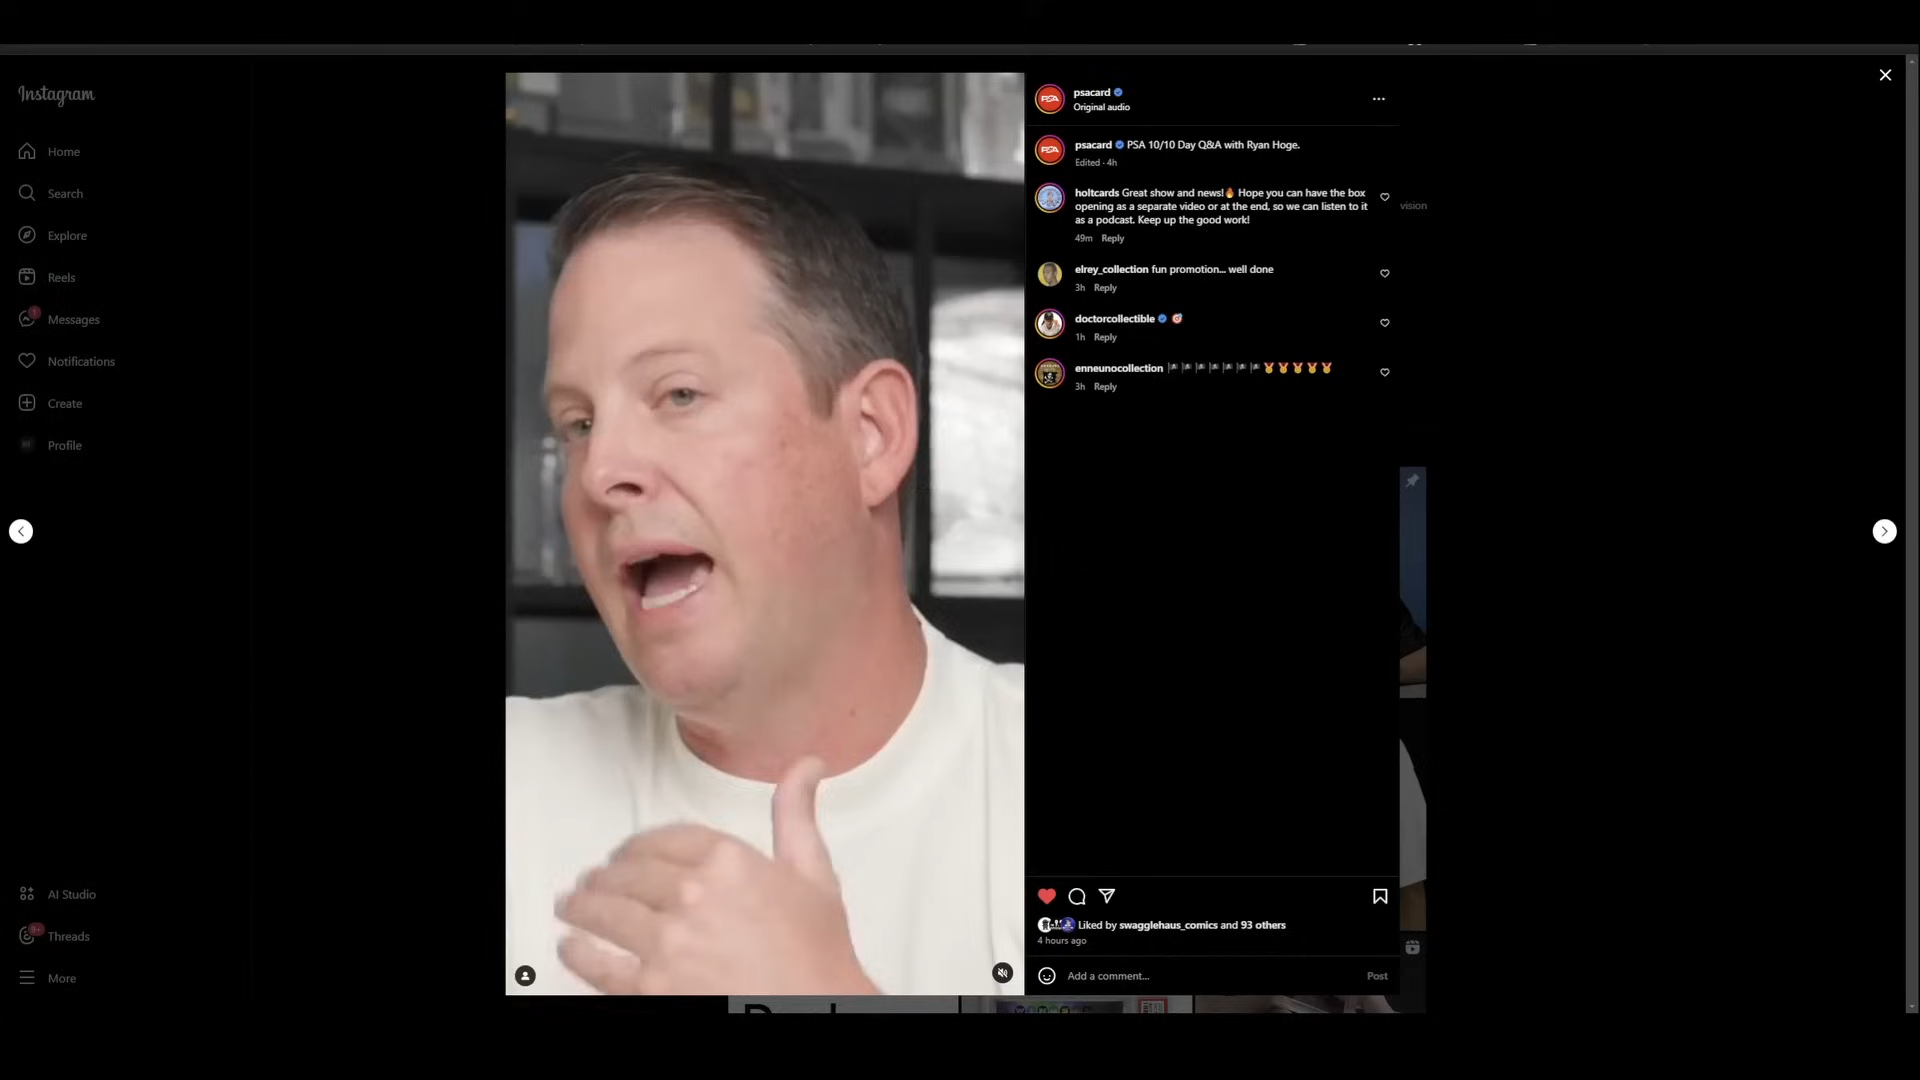 Instagram
Home
Search
Explore
Reels
1
Messages
Notifications
Create
Profile
AI Studio
9+
Threads
More
PSA
psacard
Original audio
PSA
psacard PSA 10/10 Day Q&A with Ryan Hoge.
Edited · 4h
holtcards Great show and news!🔥 Hope you can have the box
opening as a separate video or at the end, so we can listen to it
as a podcast. Keep up the good work!
49m Reply
elrey_collection fun promotion... well done
3h Reply
doctorcollectible 🎯
1h Reply
enneunocollection 🏴‍☠️🏴‍☠️🏴‍☠️🏴‍☠️🏴‍☠️🏴‍☠️🏴‍☠️🥇🥇🥇🥇🥇
3h Reply
vision
Liked by swagglehaus_comics and 93 others
4 hours ago
Add a comment...
Post